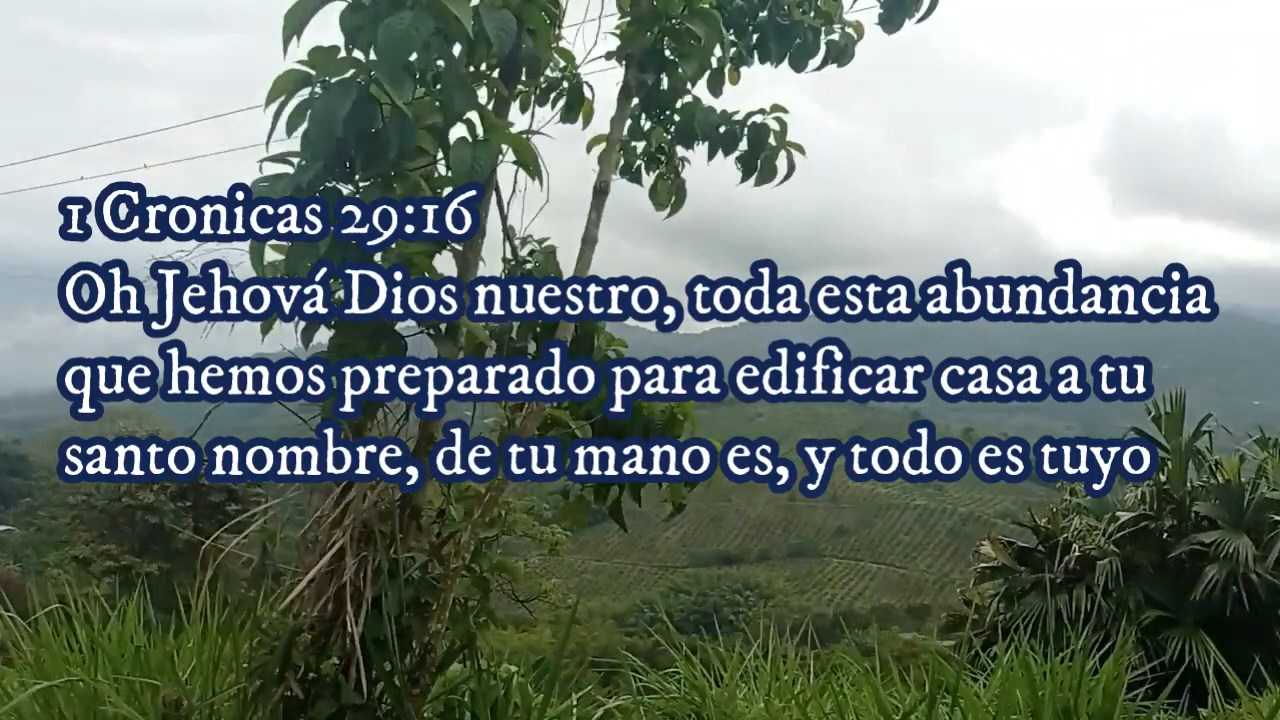 1 Cronicas 29:16
Oh Jehová Dios nuestro, toda esta abundancia
que hemos preparado para edificar casa a tu
santo nombre, de tu mano es, y todo es tuyo